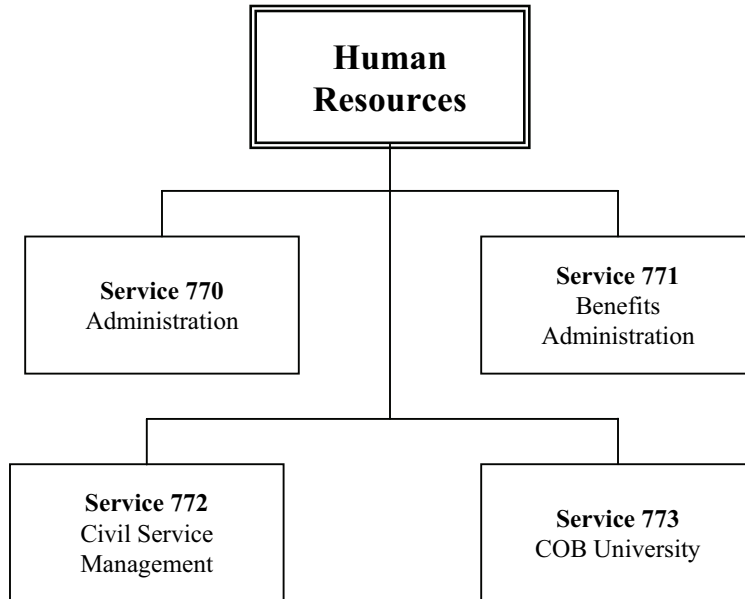 Human
Resources
Service 770
Administration
Service 771
Benefits
Administration
Service 772
Civil Service
Management
Service 773
COB University